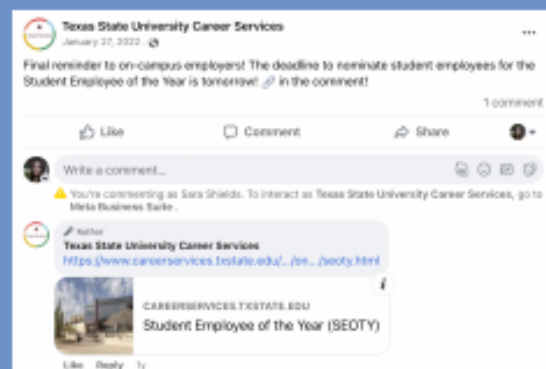 Texas State University Career Services
January 27, 2022 ·
Final reminder to on-campus employers! The deadline to nominate student employees for the
Student Employee of the Year is tomorrow! 🔗 in the comment!
1 comment
Like Comment Share
Write a comment...
You're commenting as Sara Shields. To interact as Texas State University Career Services, go to
Meta Business Suite.
Author
Texas State University Career Services
https://www.careerservices.txstate.edu/.../on.../seoty.html
CAREERSERVICES.TXSTATE.EDU
Student Employee of the Year (SEOTY)
Like Reply 1y